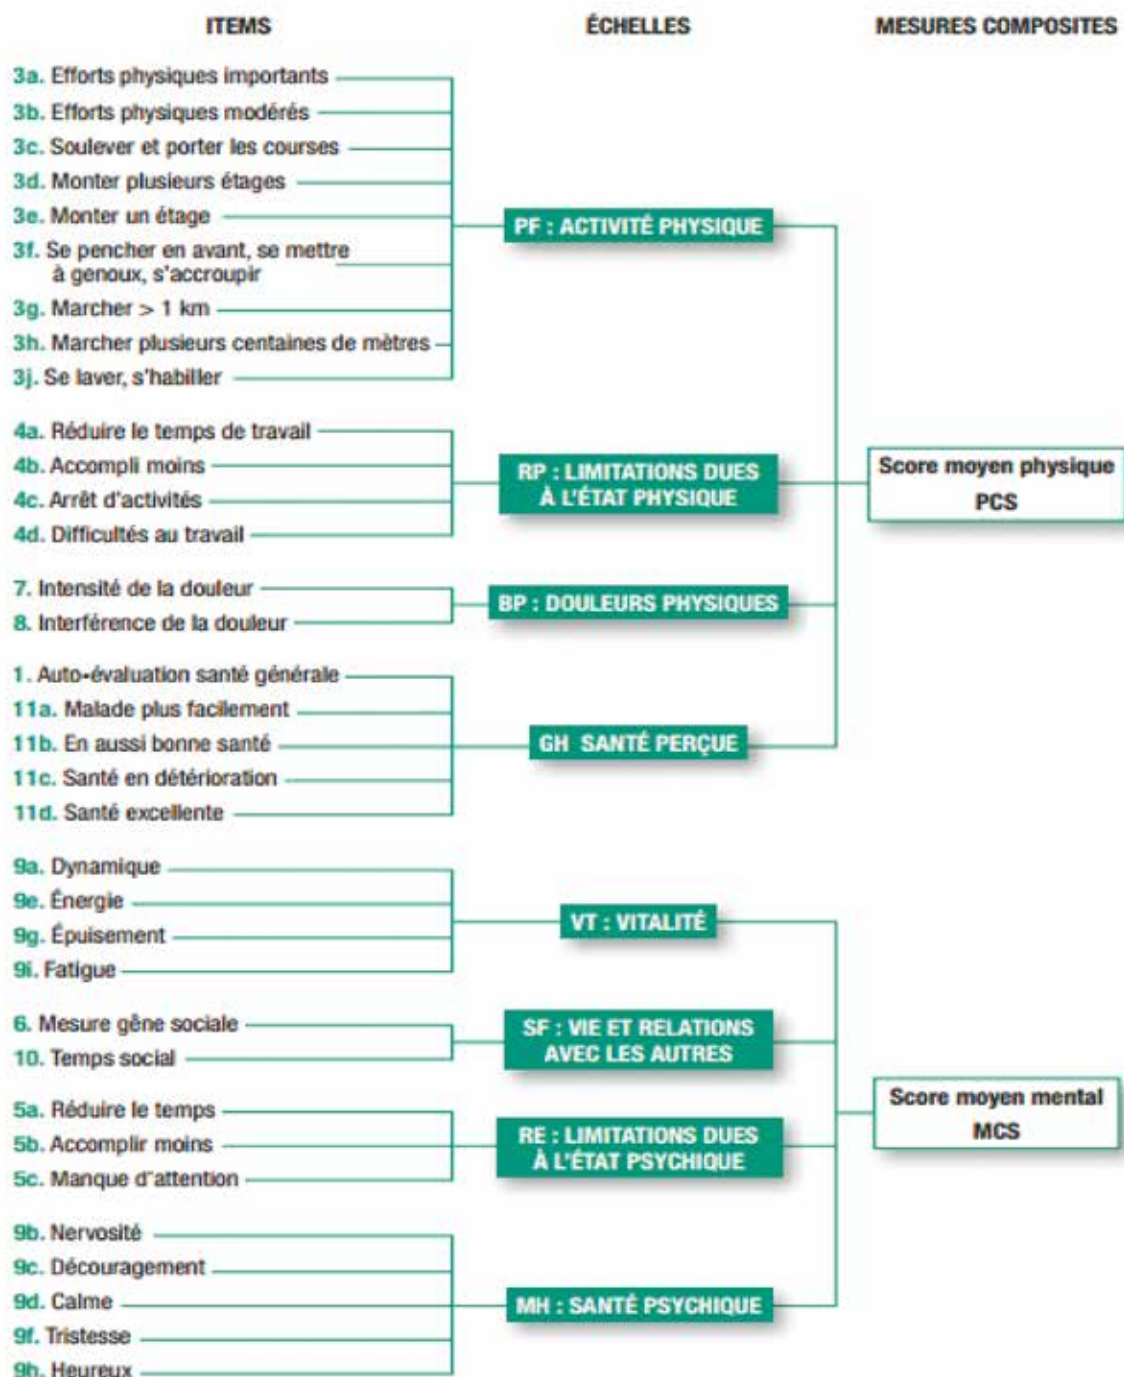 ITEMS
ÉCHELLES
MESURES COMPOSITES
3a. Efforts physiques importants
3b. Efforts physiques modérés
3c. Soulever et porter les courses
3d. Monter plusieurs étages
3e. Monter un étage
3f. Se pencher en avant, se mettre
à genoux, s'accroupir
3g. Marcher > 1 km
3h. Marcher plusieurs centaines de mètres
3j. Se laver, s'habiller
PF : ACTIVITÉ PHYSIQUE
4a. Réduire le temps de travail
4b. Accompli moins
4c. Arrêt d'activités
4d. Difficultés au travail
RP : LIMITATIONS DUES
À L'ÉTAT PHYSIQUE
Score moyen physique
PCS
7. Intensité de la douleur
8. Interférence de la douleur
BP : DOULEURS PHYSIQUES
1. Auto-évaluation santé générale
11a. Malade plus facilement
11b. En aussi bonne santé
11c. Santé en détérioration
11d. Santé excellente
GH SANTÉ PERÇUE
9a. Dynamique
9e. Énergie
9g. Épuisement
9i. Fatigue
VT : VITALITÉ
6. Mesure gêne sociale
10. Temps social
SF : VIE ET RELATIONS
AVEC LES AUTRES
5a. Réduire le temps
5b. Accomplir moins
5c. Manque d'attention
RE : LIMITATIONS DUES
À L'ÉTAT PSYCHIQUE
Score moyen mental
MCS
9b. Nervosité
9c. Découragement
9d. Calme
9f. Tristesse
9h. Heureux
MH : SANTÉ PSYCHIQUE